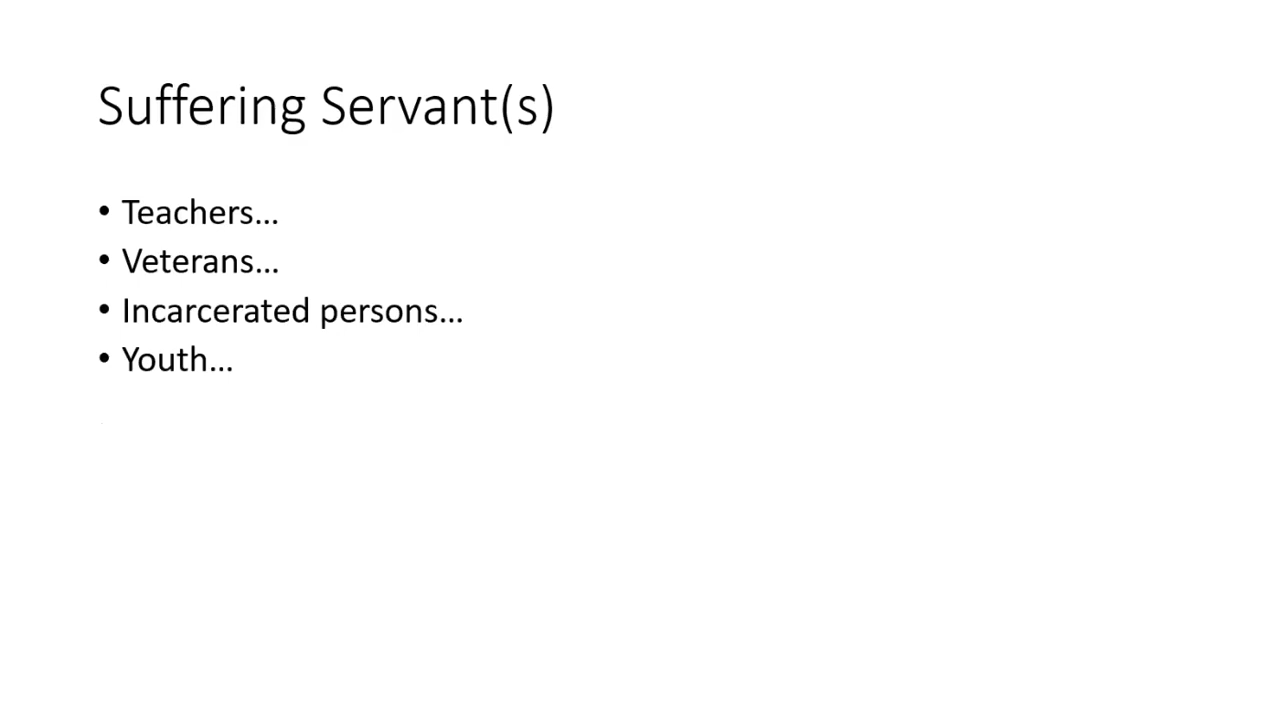 Suffering Servant(s)
• Teachers...
• Veterans...
• Incarcerated persons...
• Youth...